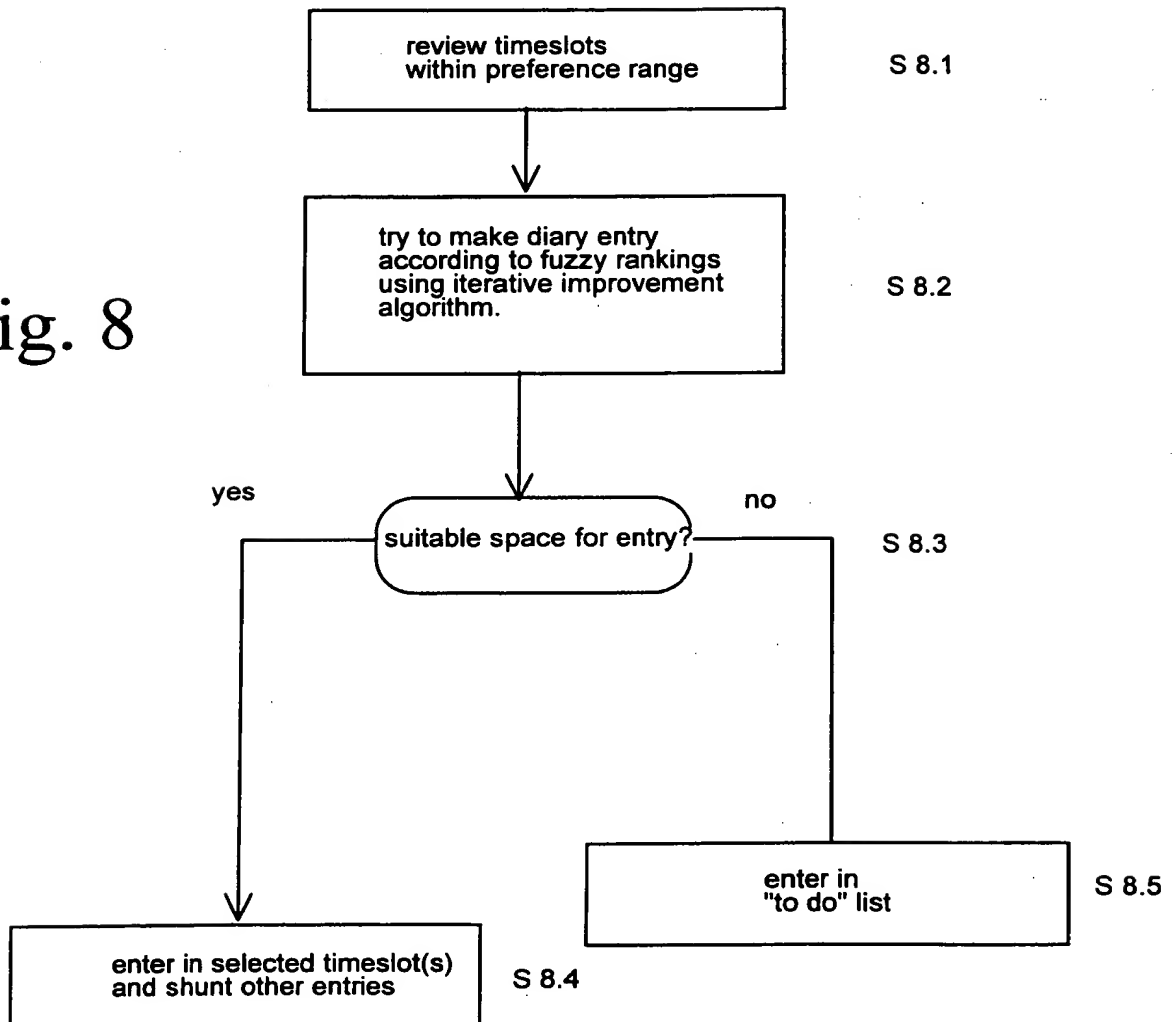 review timeslots
within preference range
S 8.1
try to make diary entry
according to fuzzy rankings
using iterative improvement
algorithm.
S 8.2
ig. 8
yes
no
suitable space for entry?
S 8.3
enter in
"to do" list
S 8.5
enter in selected timeslot(s)
and shunt other entries
S 8.4